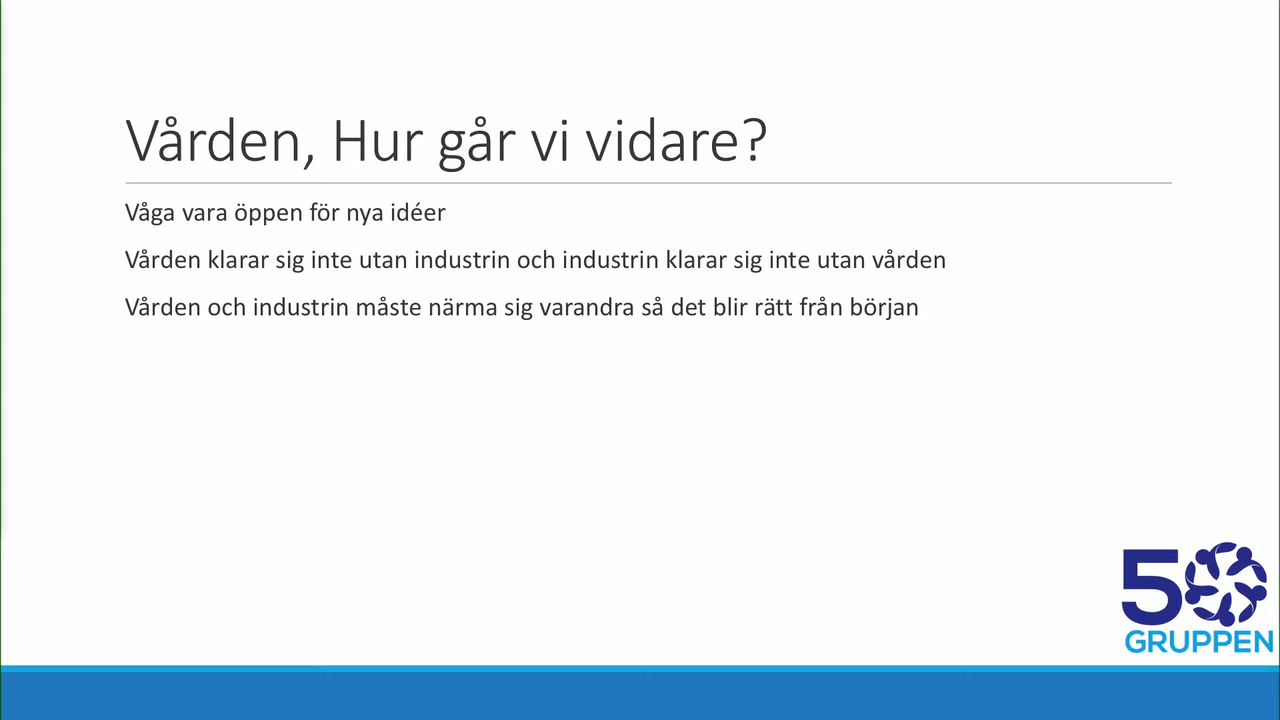 Vården, Hur går vi vidare?
Våga vara öppen för nya idéer
Vården klarar sig inte utan industrin och industrin klarar sig inte utan vården
Vården och industrin måste närma sig varandra så det blir rätt från början
50
GRUPPEN